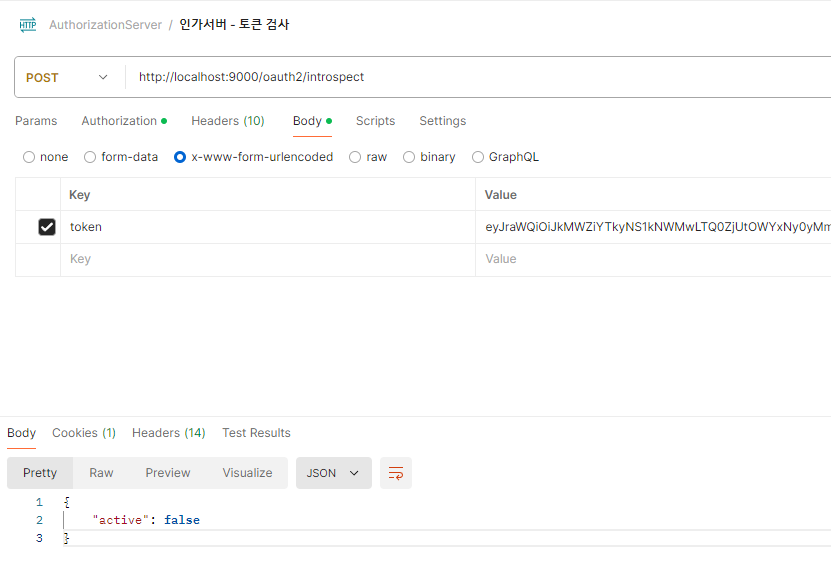 HTTP AuthorizationServer / 인가서버 - 토큰 검사
POST http://localhost:9000/oauth2/introspect
Params Authorization Headers (10) Body Scripts Settings
none form-data x-www-form-urlencoded raw binary GraphQL
Key Value
token eyJraWQiOiJkMWZiYTkyNS1kNWMwLTQ0ZjUtOWYxNy0yMm
Key Value
Body Cookies (1) Headers (14) Test Results
Pretty Raw Preview Visualize JSON
1 {
2 "active": false
3 }